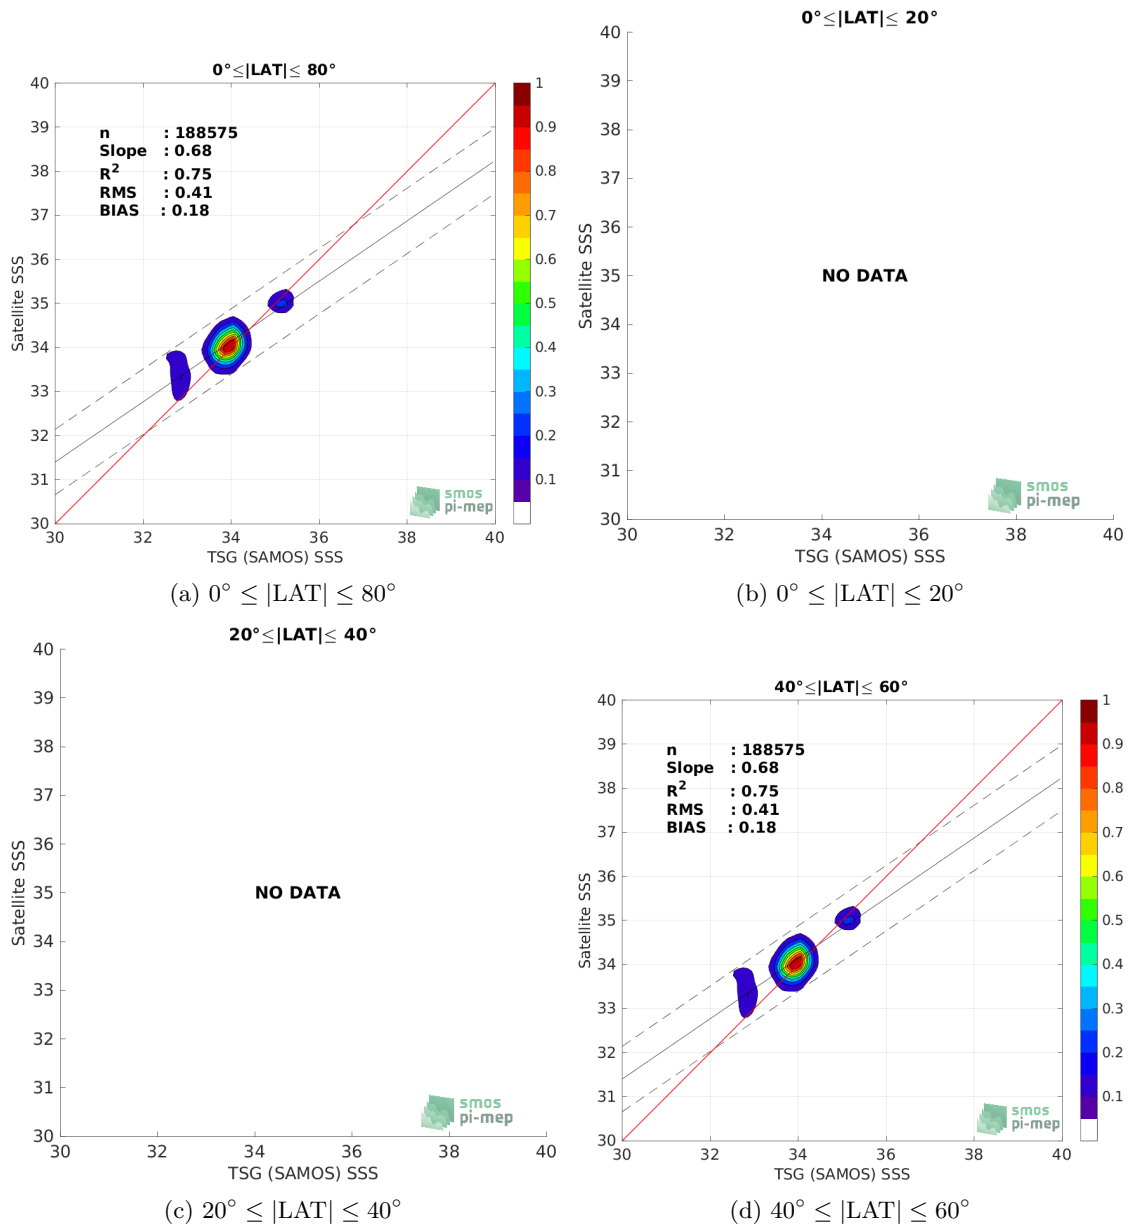 0°≤|LAT|≤ 80°
40
39
38
37
36
35
34
33
32
31
30
Satellite SSS
n : 188575
Slope : 0.68
R² : 0.75
RMS : 0.41
BIAS : 0.18
smos
pi-mep
30 32 34 36 38 40
TSG (SAMOS) SSS
1
0.9
0.8
0.7
0.6
0.5
0.4
0.3
0.2
0.1
(a) 0° ≤ |LAT| ≤ 80°
0°≤|LAT|≤ 20°
40
39
38
37
36
35
34
33
32
31
30
Satellite SSS
NO DATA
smos
pi-mep
30 32 34 36 38 40
TSG (SAMOS) SSS
(b) 0° ≤ |LAT| ≤ 20°
20°≤|LAT|≤ 40°
40
39
38
37
36
35
34
33
32
31
30
Satellite SSS
NO DATA
smos
pi-mep
30 32 34 36 38 40
TSG (SAMOS) SSS
(c) 20° ≤ |LAT| ≤ 40°
40°≤|LAT|≤ 60°
40
39
38
37
36
35
34
33
32
31
30
Satellite SSS
n : 188575
Slope : 0.68
R² : 0.75
RMS : 0.41
BIAS : 0.18
smos
pi-mep
30 32 34 36 38 40
TSG (SAMOS) SSS
1
0.9
0.8
0.7
0.6
0.5
0.4
0.3
0.2
0.1
(d) 40° ≤ |LAT| ≤ 60°